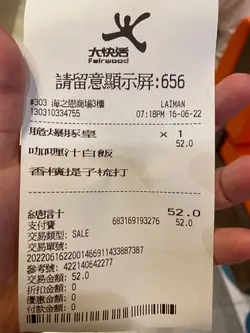 大快活
Fairwood
請留意顯示屏:656
#303 海之戀商場3樓 LAIMAN
130310334755 07:18PM 16-06-22
脆爆豚皇 × 1
52.0
咖喱汁白飯
香檳提子梳打
總計 52.0
支付寶 683169193276 52.0
交易類型: SALE
交易單號:
2022061622001466911433887387
參考號: 422140642277
交易金額: 52.0
折扣金額: 0
優惠金額: 0
付款金額: 0